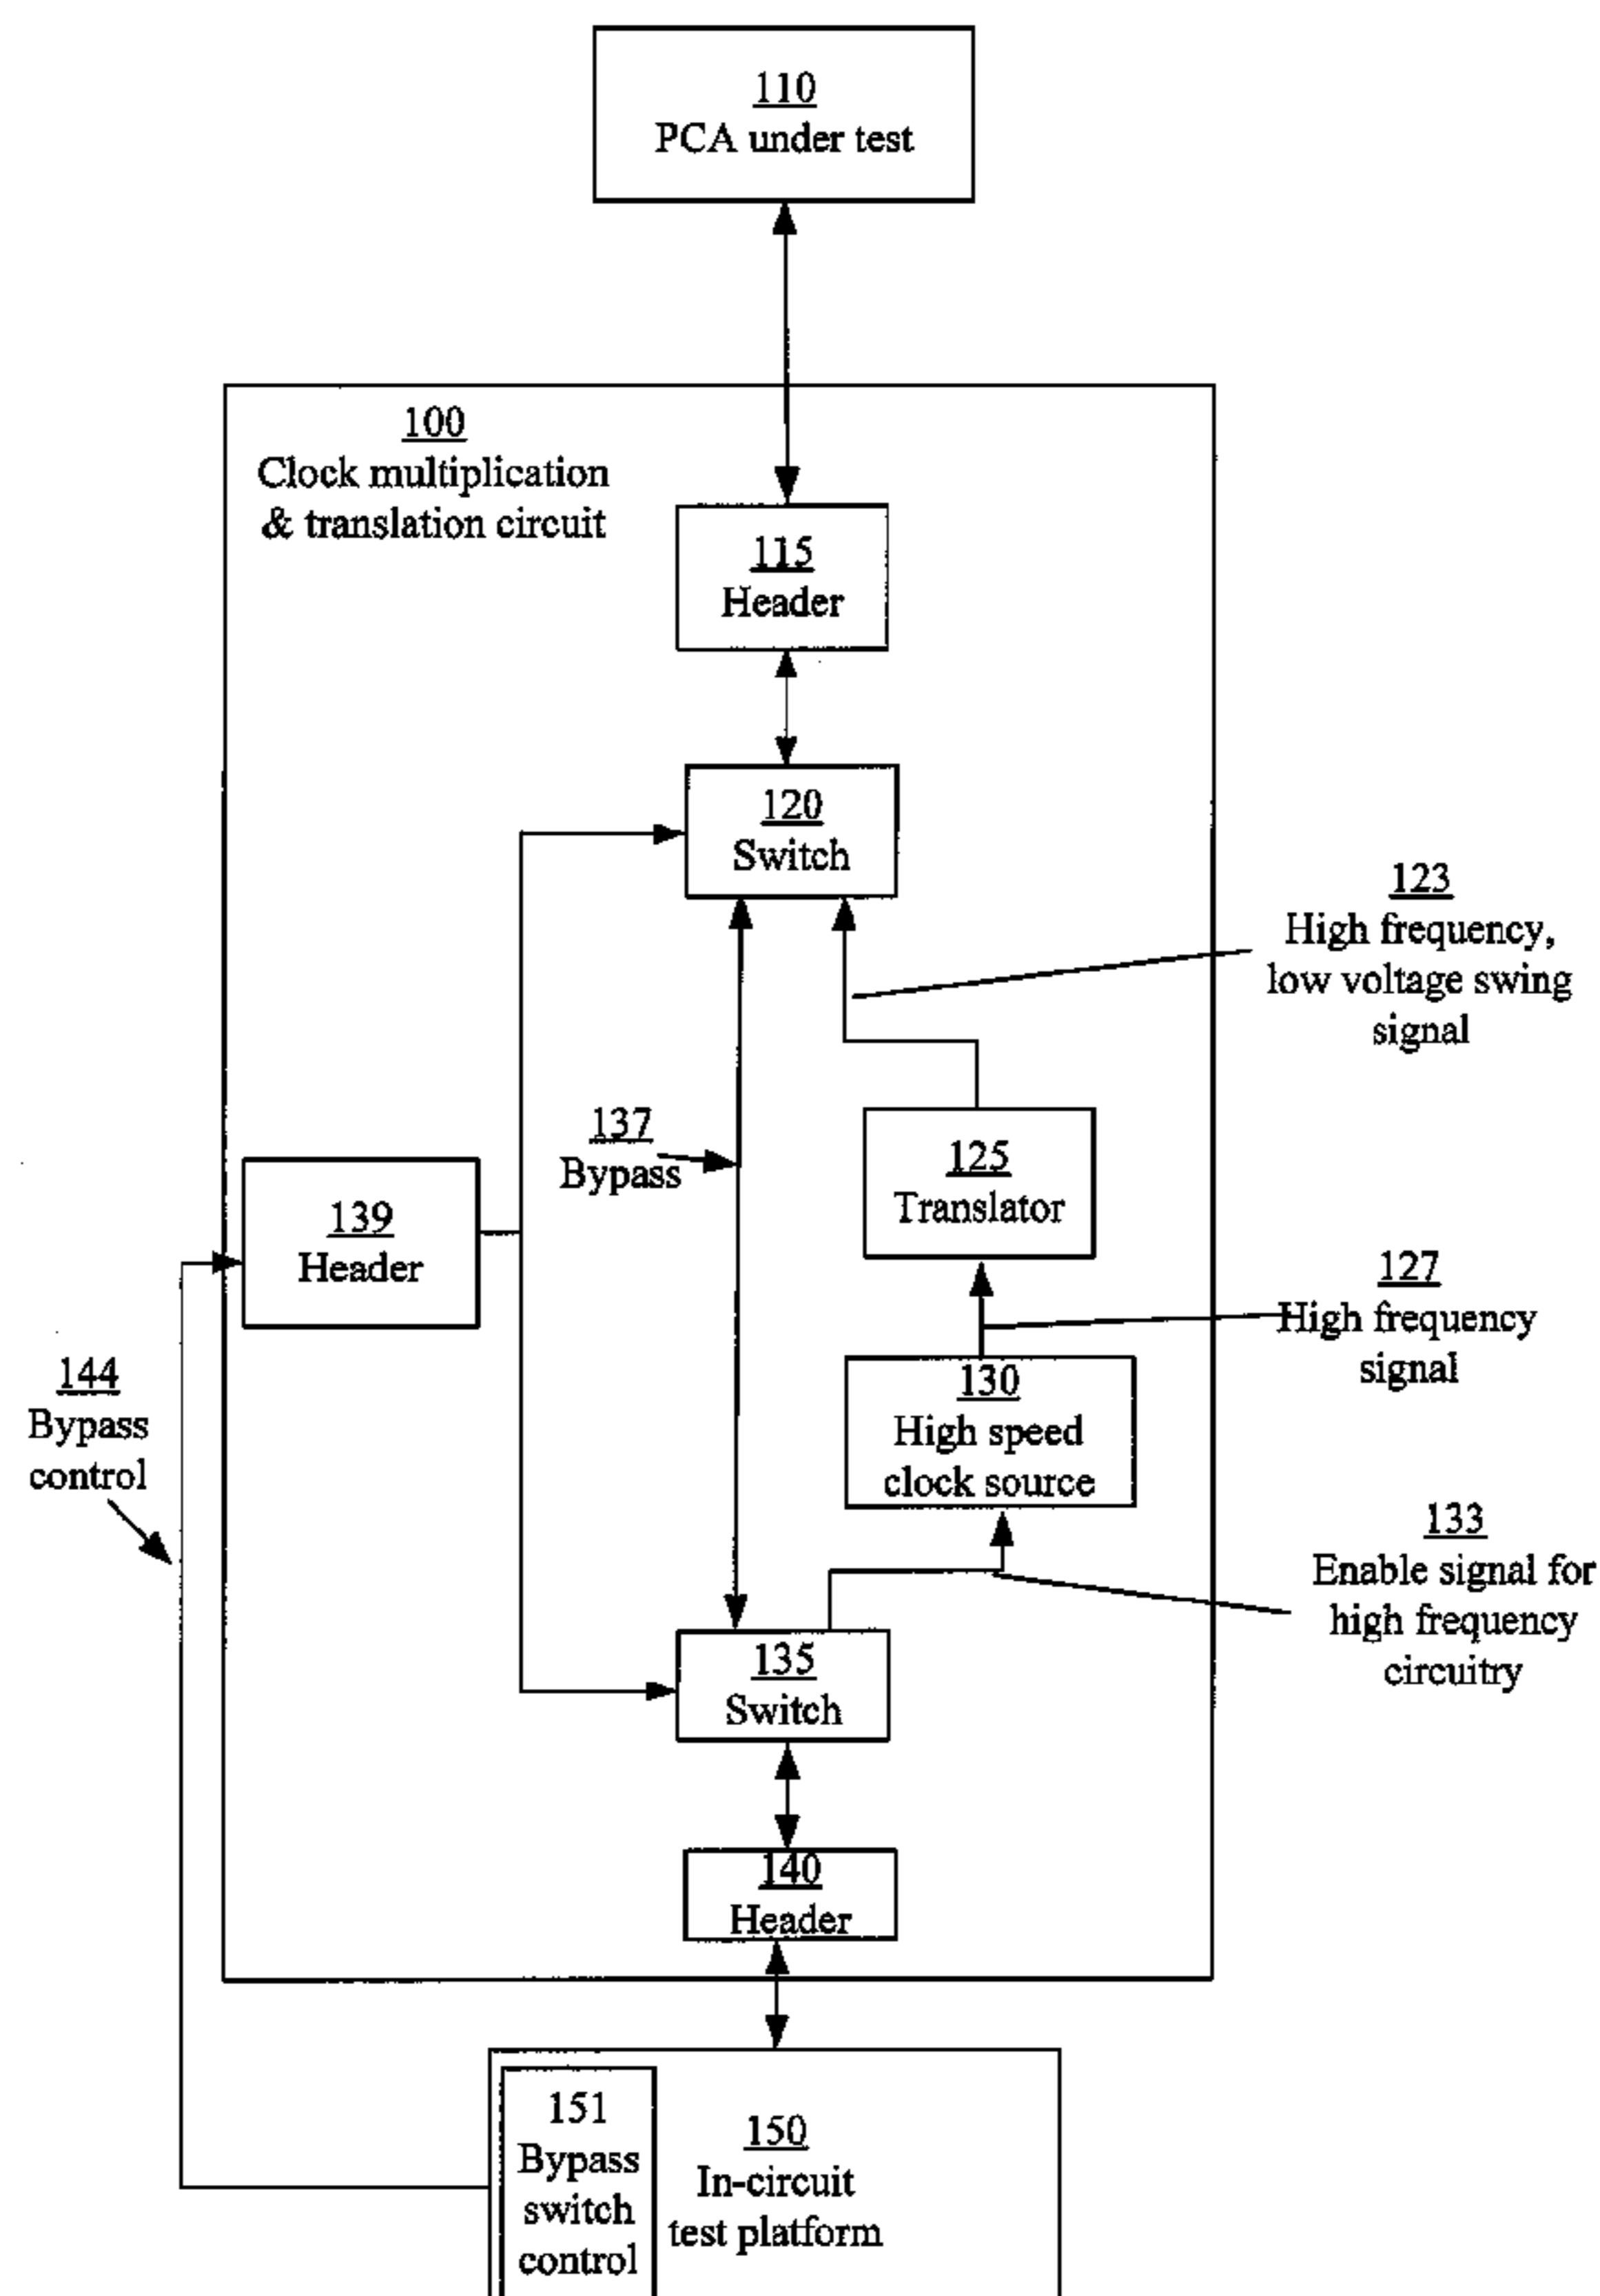 110
PCA under test
100
Clock multiplication
& translation circuit
115
Header
120
Switch
123
High frequency,
low voltage swing
signal
137
Bypass
125
Translator
139
Header
127
High frequency
signal
144
Bypass
control
130
High speed
clock source
133
Enable signal for
high frequency
circuitry
135
Switch
140
Header
151
Bypass
switch
control
150
In-circuit
test platform